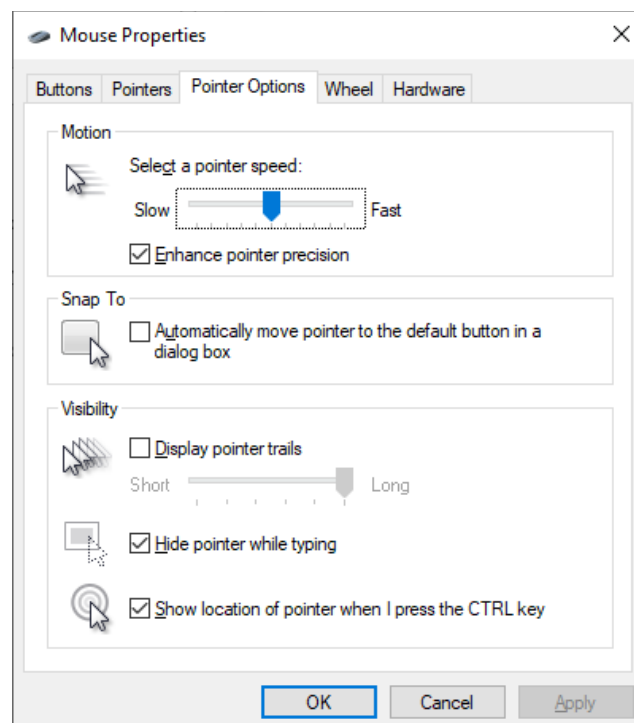 Mouse Properties
Buttons Pointers Pointer Options Wheel Hardware
Motion
Select a pointer speed:
Slow Fast
Enhance pointer precision
Snap To
Automatically move pointer to the default button in a
dialog box
Visibility
Display pointer trails
Short Long
Hide pointer while typing
Show location of pointer when I press the CTRL key
OK Cancel Apply